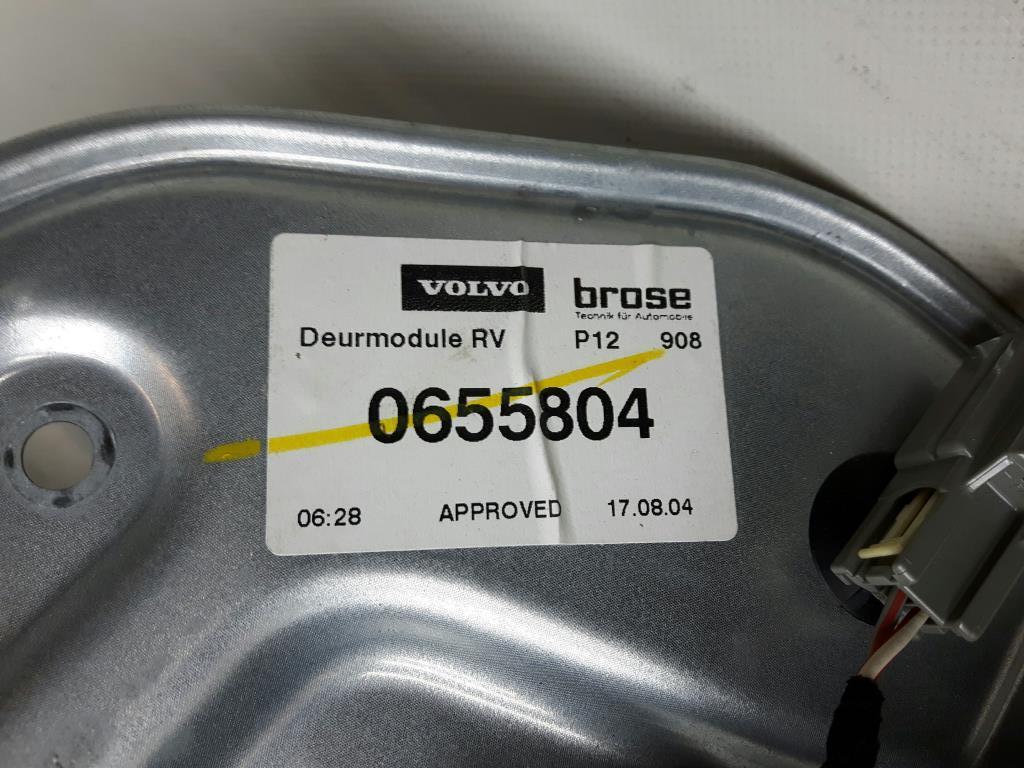 VOLVO brose
Technik für Automobile
Deurmodule RV P12 908
0655804
06:28 APPROVED 17.08.04